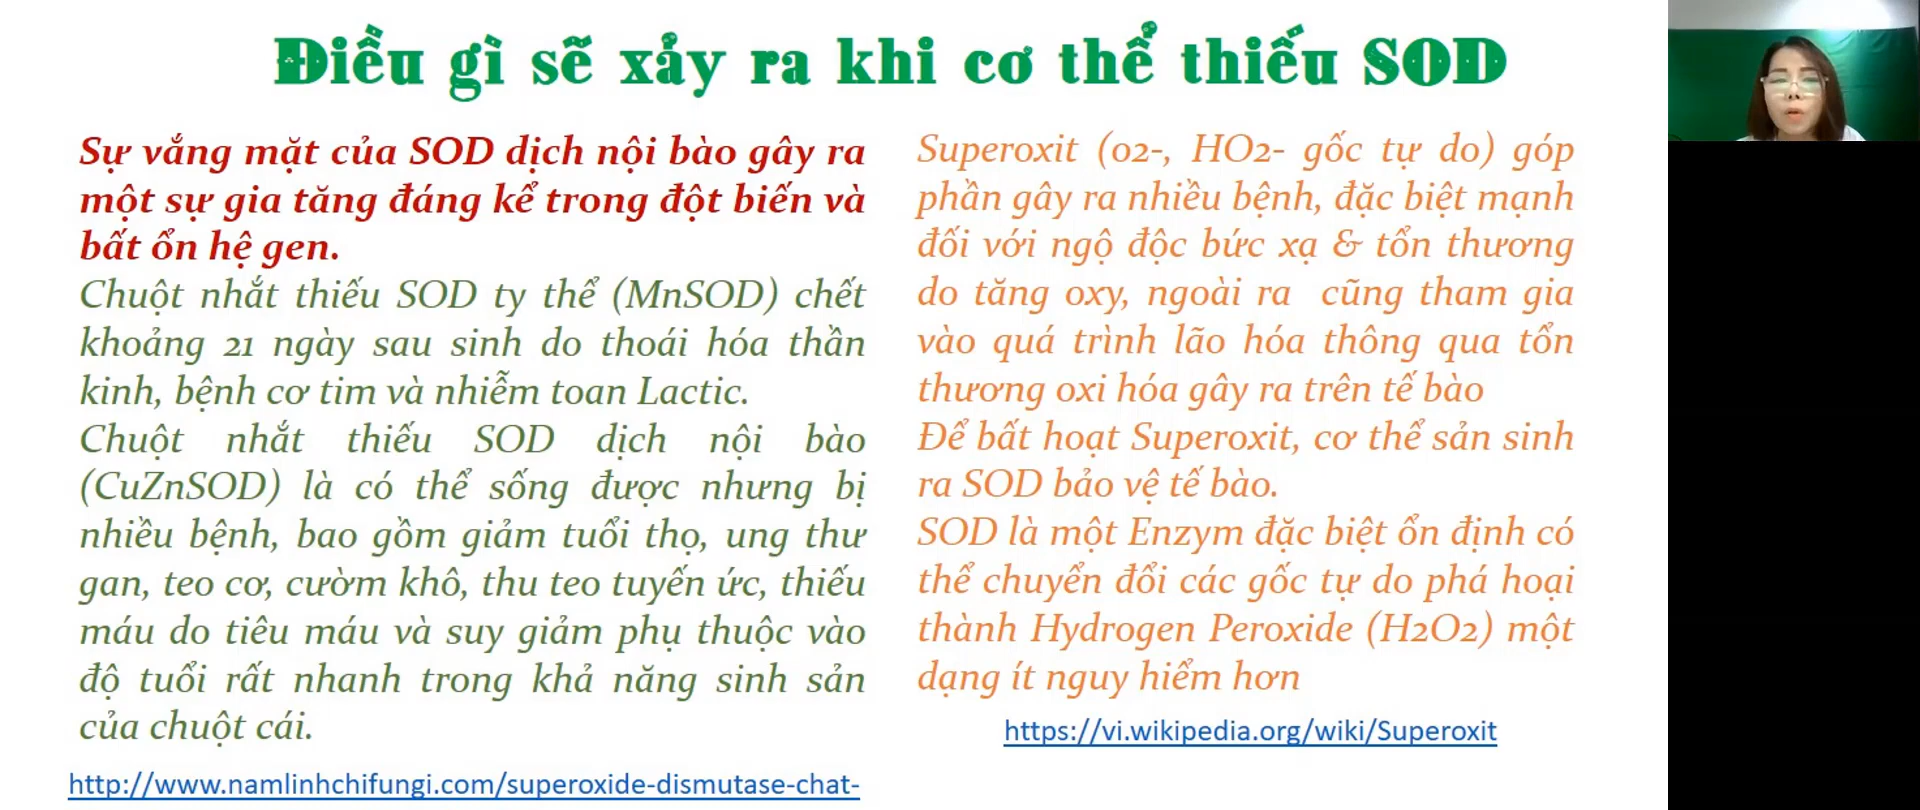 Điều gì sẽ xảy ra khi cơ thể thiếu SOD
Sự vắng mặt của SOD dịch nội bào gây ra
một sự gia tăng đáng kể trong đột biến và
bất ổn hệ gen.
Chuột nhắt thiếu SOD ty thể (MnSOD) chết
khoảng 21 ngày sau sinh do thoái hóa thần
kinh, bệnh cơ tim và nhiễm toan Lactic.
Chuột nhắt thiếu SOD dịch nội bào
(CuZnSOD) là có thể sống được nhưng bị
nhiều bệnh, bao gồm giảm tuổi thọ, ung thư
gan, teo cơ, cườm khô, thu teo tuyến ức, thiếu
máu do tiêu máu và suy giảm phụ thuộc vào
độ tuổi rất nhanh trong khả năng sinh sản
của chuột cái.
http://www.namlinhchifungi.com/superoxide-dismutase-chat-
Superoxit (o2-, HO2- gốc tự do) góp
phần gây ra nhiều bệnh, đặc biệt mạnh
đối với ngộ độc bức xạ & tổn thương
do tăng oxy, ngoài ra cũng tham gia
vào quá trình lão hóa thông qua tổn
thương oxi hóa gây ra trên tế bào
Để bất hoạt Superoxit, cơ thể sản sinh
ra SOD bảo vệ tế bào.
SOD là một Enzym đặc biệt ổn định có
thể chuyển đổi các gốc tự do phá hoại
thành Hydrogen Peroxide (H2O2) một
dạng ít nguy hiểm hơn
https://vi.wikipedia.org/wiki/Superoxit